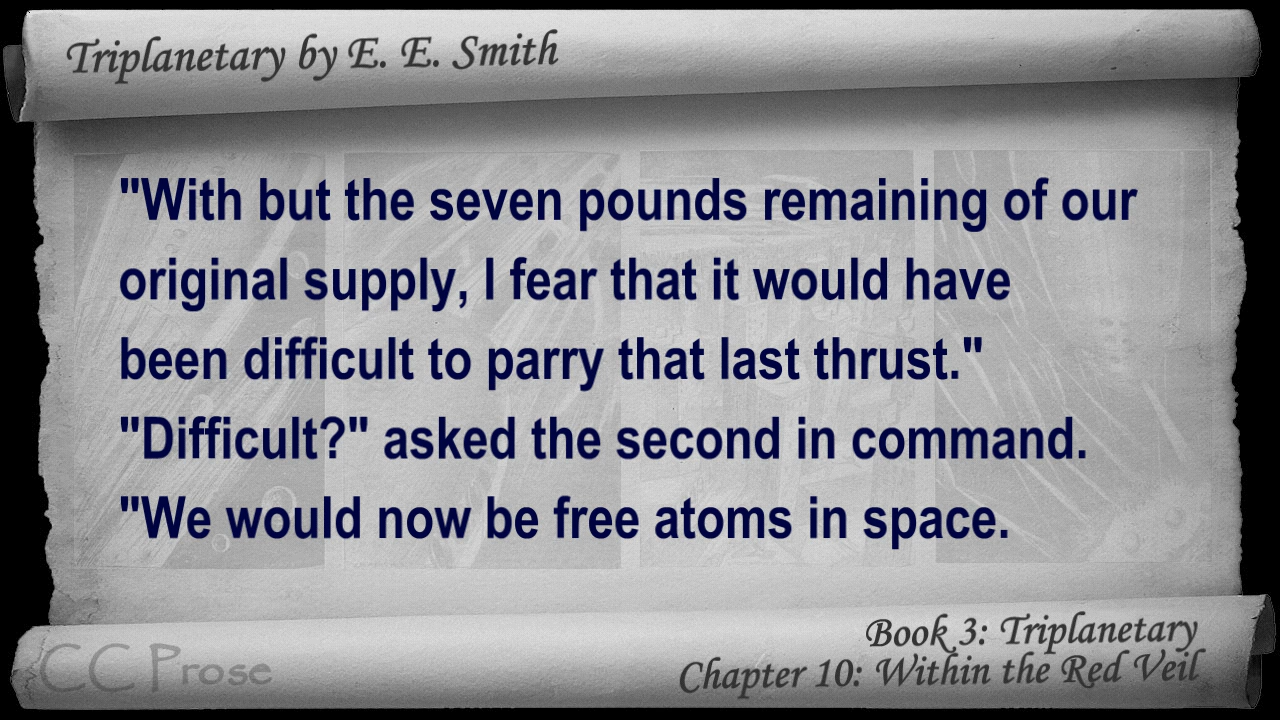 Triplanetary by E. E. Smith
"With but the seven pounds remaining of our
original supply, I fear that it would have
been difficult to parry that last thrust."
"Difficult?" asked the second in command.
"We would now be free atoms in space.
Book 3: Triplanetary
Chapter 10: Within the Red Veil
CC Prose